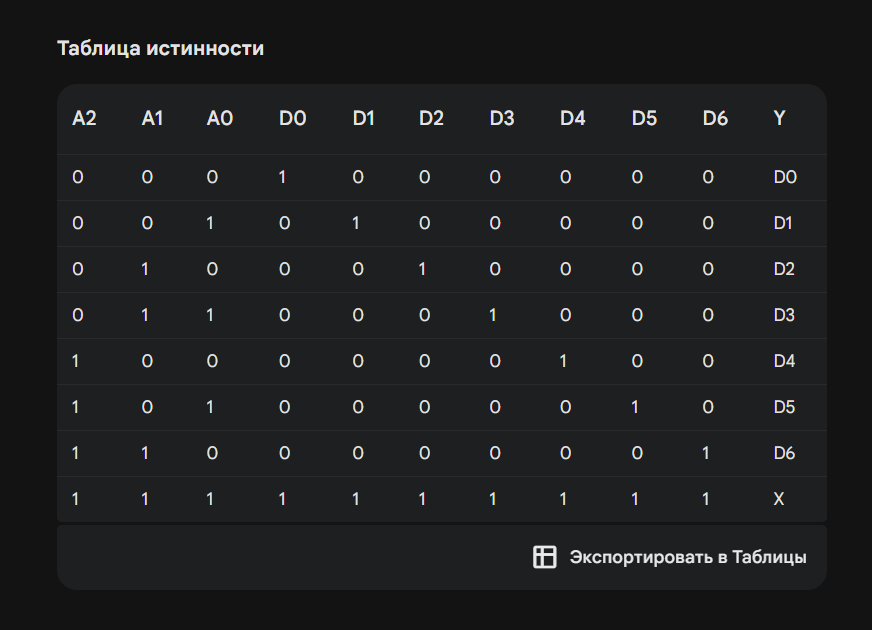 Таблица истинности
A2 A1 A0 D0 D1 D2 D3 D4 D5 D6 Y
0 0 0 1 0 0 0 0 0 0 D0
0 0 1 0 1 0 0 0 0 0 D1
0 1 0 0 0 1 0 0 0 0 D2
0 1 1 0 0 0 1 0 0 0 D3
1 0 0 0 0 0 0 1 0 0 D4
1 0 1 0 0 0 0 0 1 0 D5
1 1 0 0 0 0 0 0 0 1 D6
1 1 1 1 1 1 1 1 1 1 X
Экспортировать в Таблицы